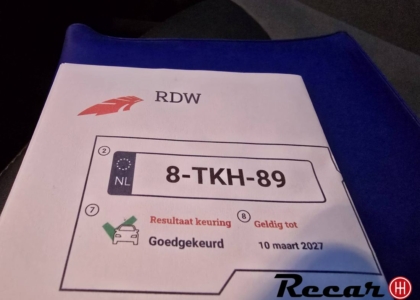 RDW
2
NL
8-TKH-89
7
Resultaat keuring
Goedgekeurd
8
Geldig tot
10 maart 2027
Recar